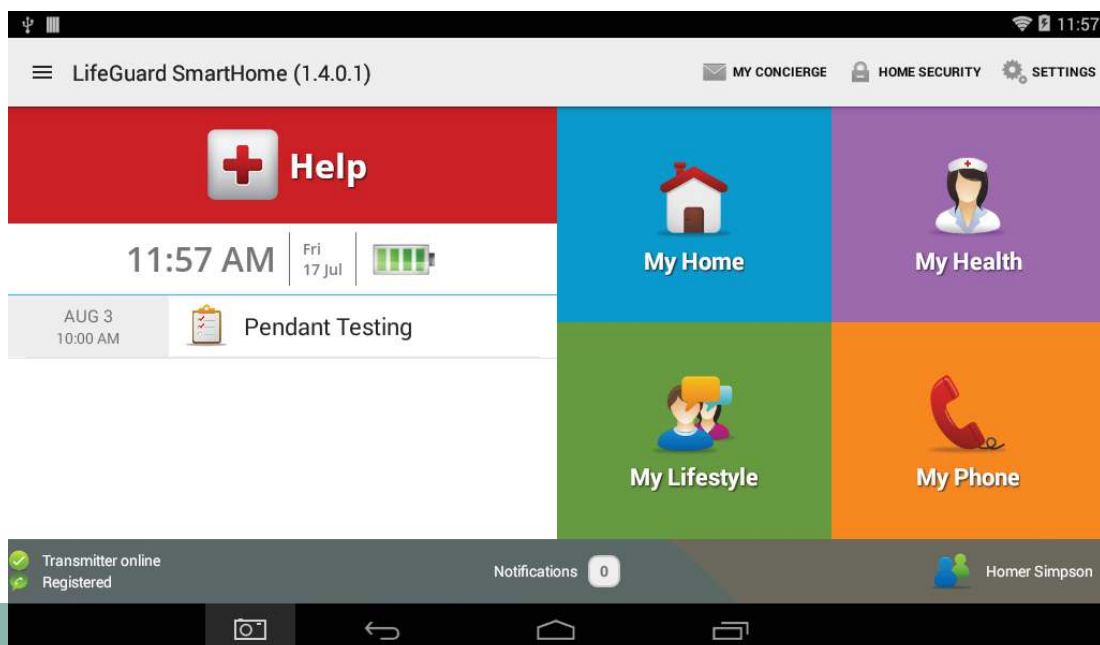 11:57
LifeGuard SmartHome (1.4.0.1)
MY CONCIERGE
HOME SECURITY
SETTINGS
Help
11:57 AM
Fri
17 Jul
AUG 3
10:00 AM
Pendant Testing
My Home
My Health
My Lifestyle
My Phone
Transmitter online
Registered
Notifications 0
Homer Simpson